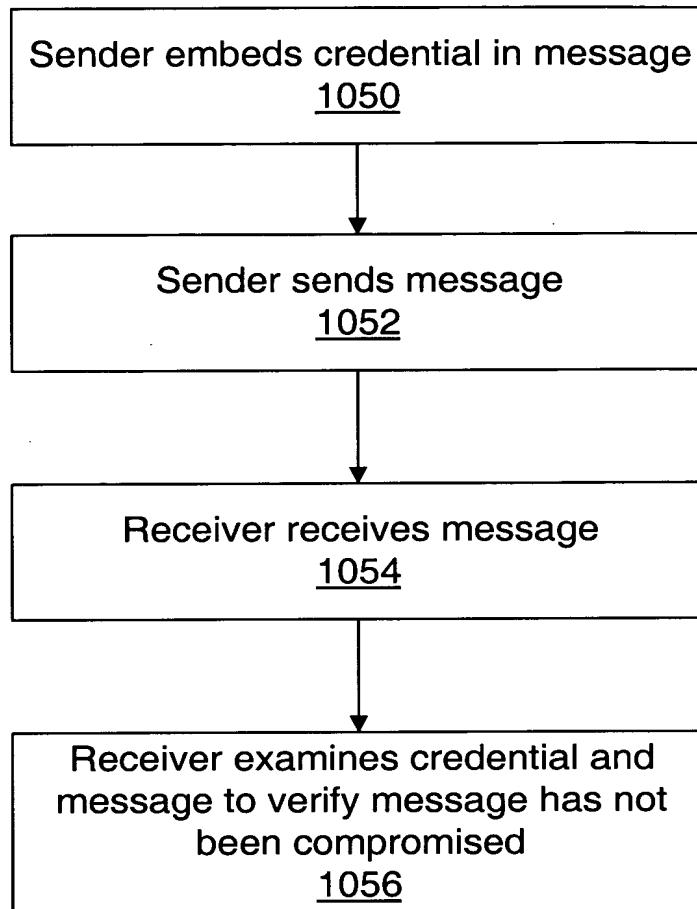 Sender embeds credential in message
1050
Sender sends message
1052
Receiver receives message
1054
Receiver examines credential and
message to verify message has not
been compromised
1056